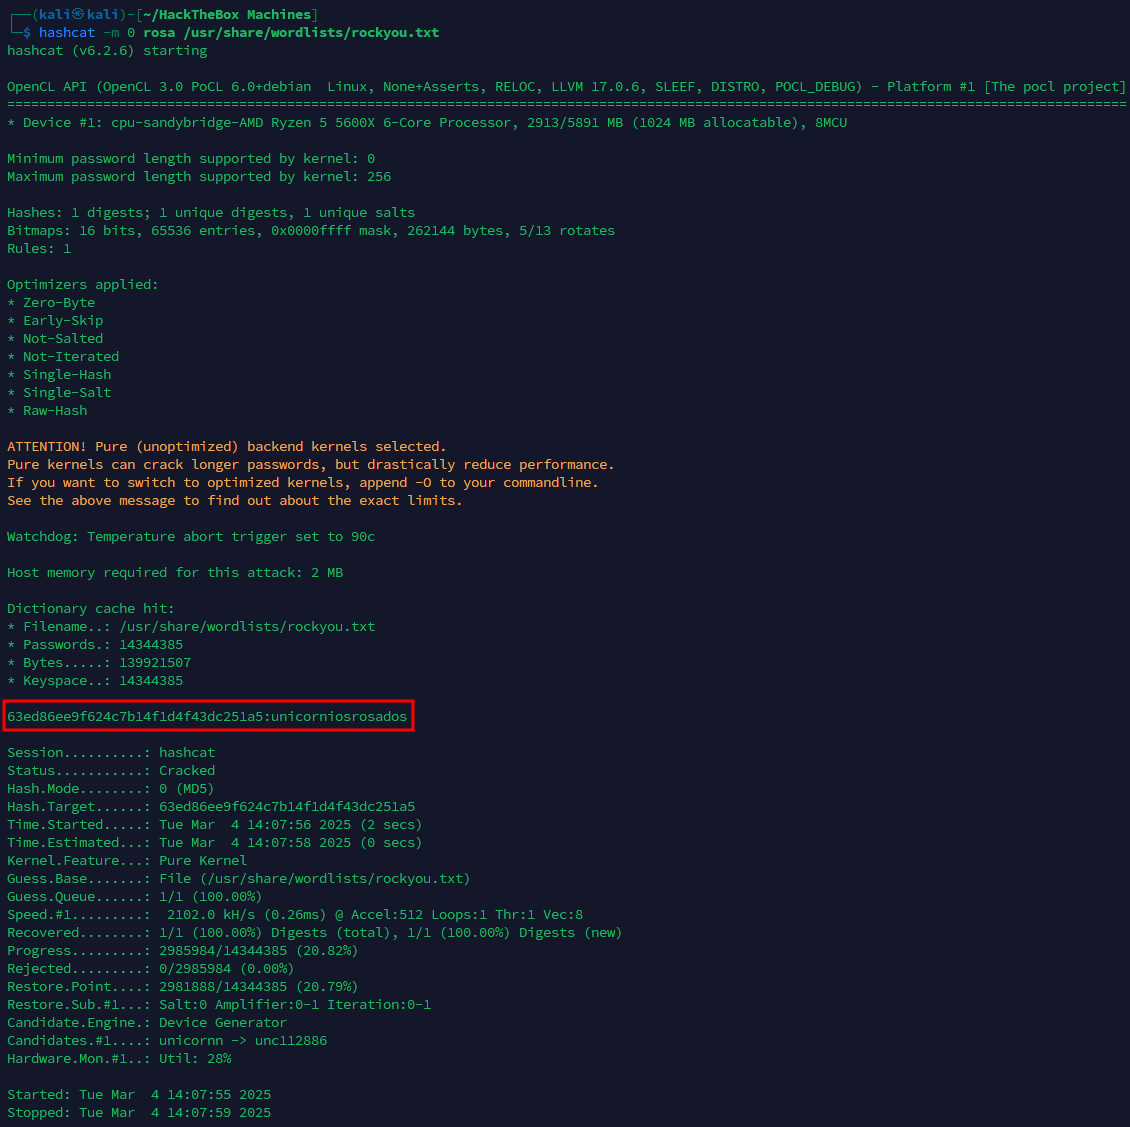 ┌──(kali㉿kali)-[~/HackTheBox Machines]
└─$ hashcat -m 0 rosa /usr/share/wordlists/rockyou.txt
hashcat (v6.2.6) starting

OpenCL API (OpenCL 3.0 PoCL 6.0+debian  Linux, None+Asserts, RELOC, LLVM 17.0.6, SLEEF, DISTRO, POCL_DEBUG) - Platform #1 [The pocl project]
============================================================================================================================================
* Device #1: cpu-sandybridge-AMD Ryzen 5 5600X 6-Core Processor, 2913/5891 MB (1024 MB allocatable), 8MCU

Minimum password length supported by kernel: 0
Maximum password length supported by kernel: 256

Hashes: 1 digests; 1 unique digests, 1 unique salts
Bitmaps: 16 bits, 65536 entries, 0x0000ffff mask, 262144 bytes, 5/13 rotates
Rules: 1

Optimizers applied:
* Zero-Byte
* Early-Skip
* Not-Salted
* Not-Iterated
* Single-Hash
* Single-Salt
* Raw-Hash

ATTENTION! Pure (unoptimized) backend kernels selected.
Pure kernels can crack longer passwords, but drastically reduce performance.
If you want to switch to optimized kernels, append -O to your commandline.
See the above message to find out about the exact limits.

Watchdog: Temperature abort trigger set to 90c

Host memory required for this attack: 2 MB

Dictionary cache hit:
* Filename..: /usr/share/wordlists/rockyou.txt
* Passwords.: 14344385
* Bytes.....: 139921507
* Keyspace..: 14344385

63ed86ee9f624c7b14f1d4f43dc251a5:unicorniosrosados

Session..........: hashcat
Status...........: Cracked
Hash.Mode........: 0 (MD5)
Hash.Target......: 63ed86ee9f624c7b14f1d4f43dc251a5
Time.Started.....: Tue Mar  4 14:07:56 2025 (2 secs)
Time.Estimated...: Tue Mar  4 14:07:58 2025 (0 secs)
Kernel.Feature...: Pure Kernel
Guess.Base.......: File (/usr/share/wordlists/rockyou.txt)
Guess.Queue......: 1/1 (100.00%)
Speed.#1.........:  2102.0 kH/s (0.26ms) @ Accel:512 Loops:1 Thr:1 Vec:8
Recovered........: 1/1 (100.00%) Digests (total), 1/1 (100.00%) Digests (new)
Progress.........: 2985984/14344385 (20.82%)
Rejected.........: 0/2985984 (0.00%)
Restore.Point....: 2981888/14344385 (20.79%)
Restore.Sub.#1...: Salt:0 Amplifier:0-1 Iteration:0-1
Candidate.Engine.: Device Generator
Candidates.#1....: unicornn -> unc112886
Hardware.Mon.#1..: Util: 28%

Started: Tue Mar  4 14:07:55 2025
Stopped: Tue Mar  4 14:07:59 2025